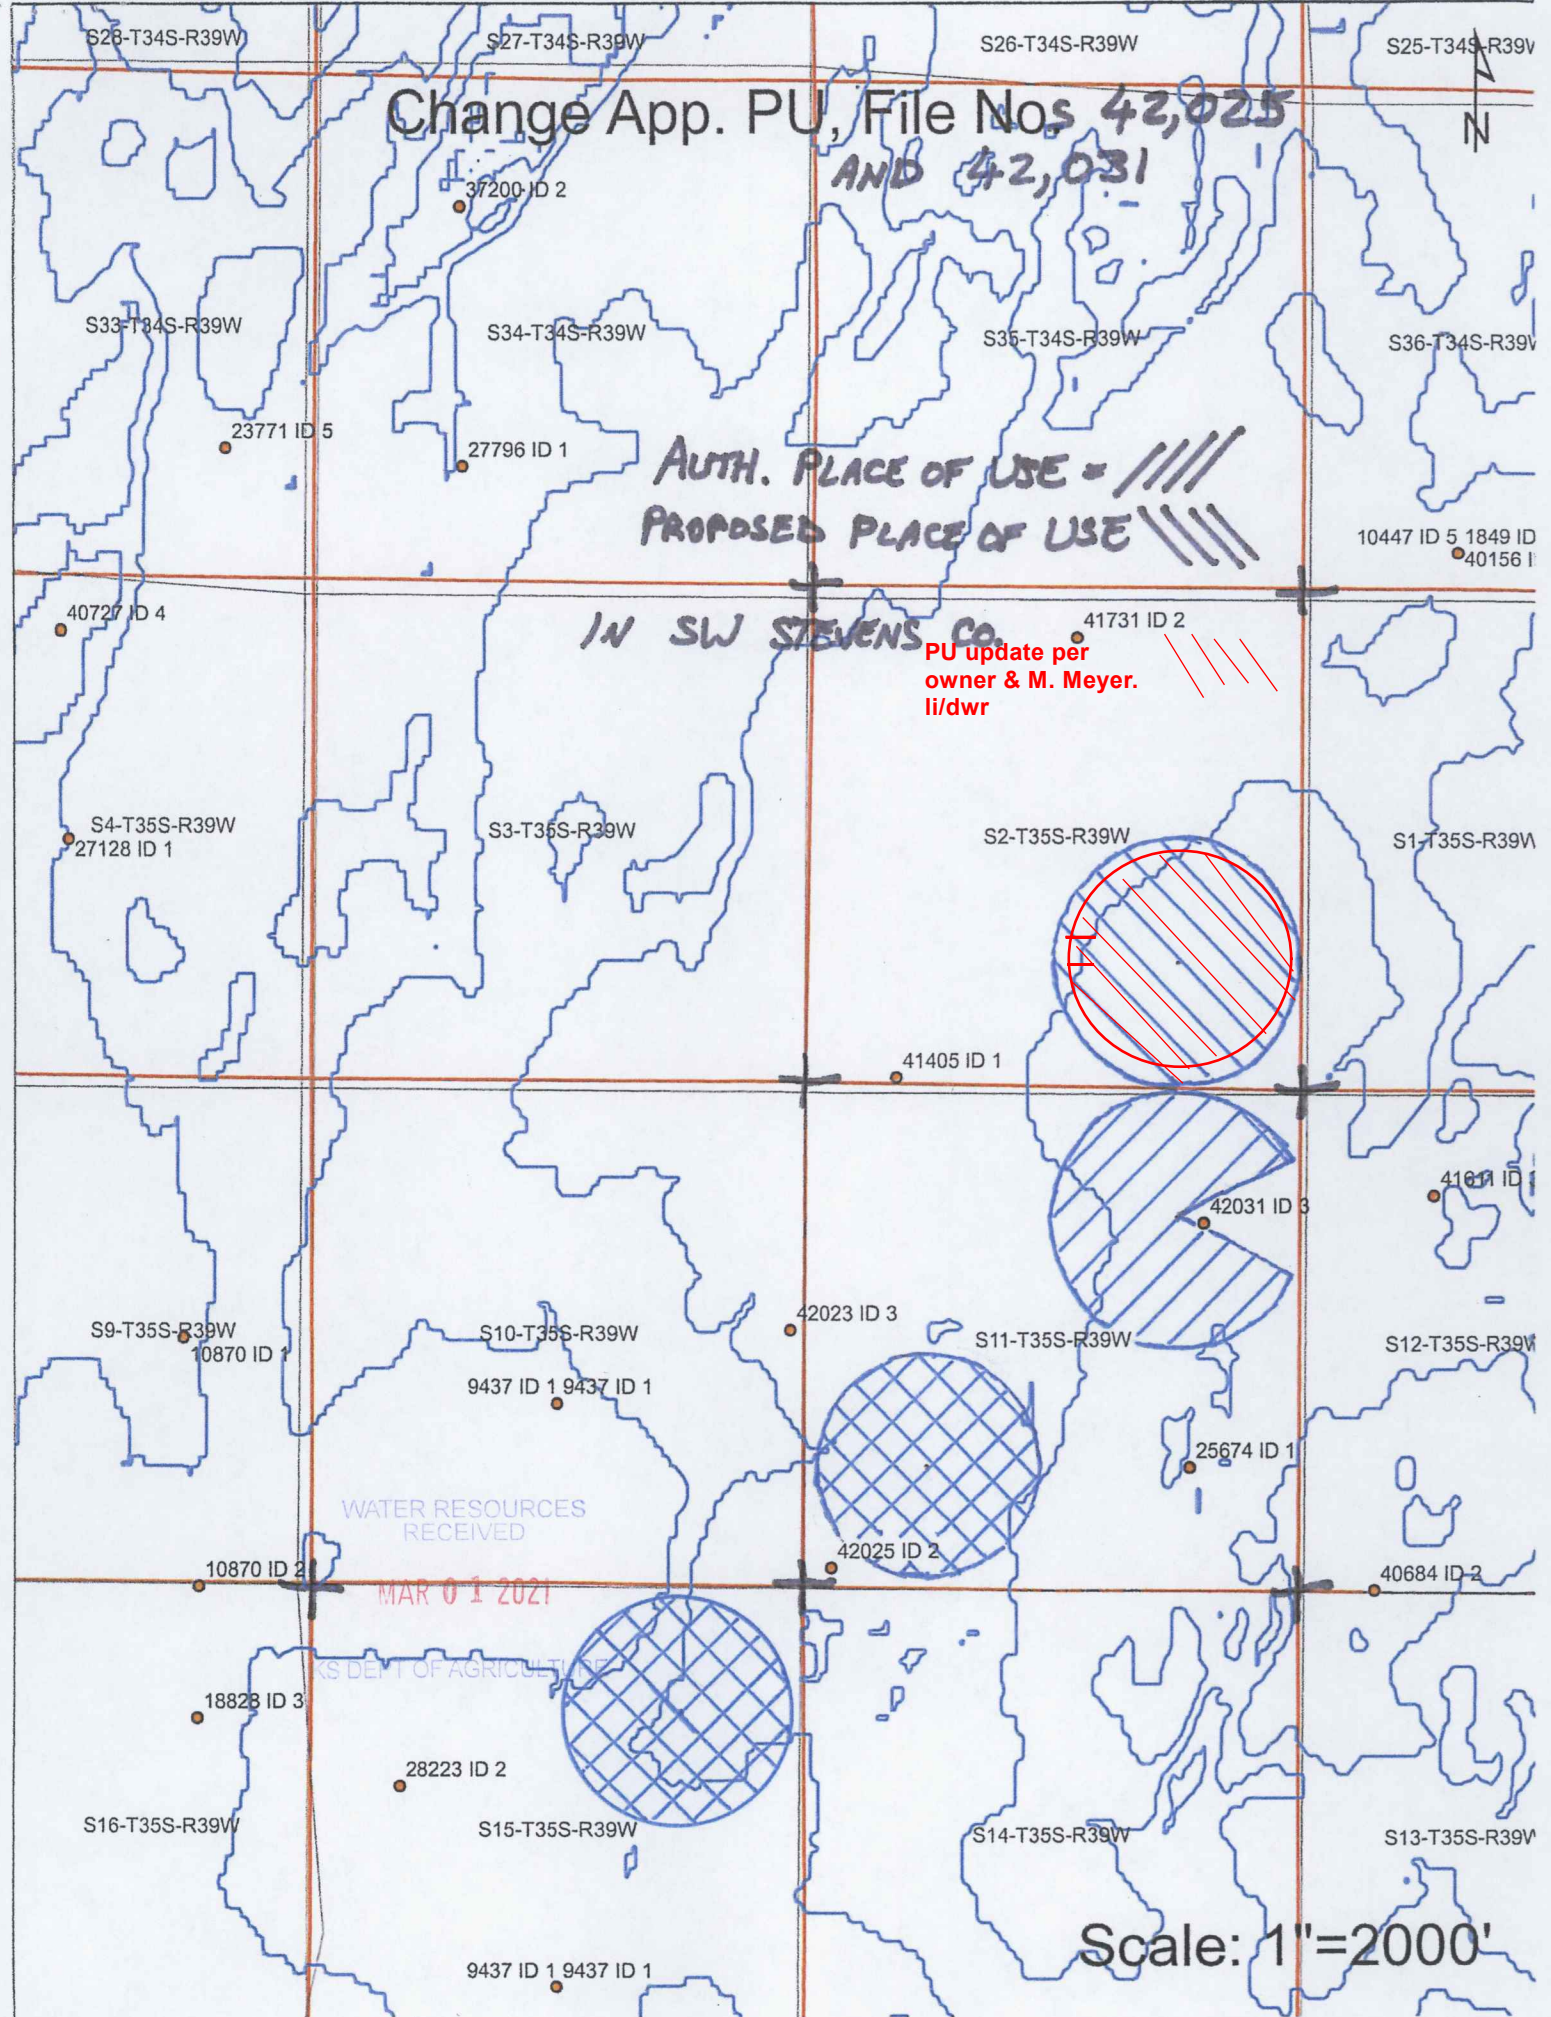 S28-T34S-R39W
S27-T34S-R39W
S26-T34S-R39W
S25-T34S-R39W
Change App. PU, File Nos 42,025
AND 42,031
N
37200 ID 2
S33-T34S-R39W
S34-T34S-R39W
S35-T34S-R39W
S36-T34S-R39W
23771 ID 5
27796 ID 1
AUTH. PLACE OF USE = ////
PROPOSED PLACE OF USE \\\\
10447 ID 5 1849 ID
40156 I
40727 ID 4
IN SW STEVENS CO.
41731 ID 2
PU update per
owner & M. Meyer.
li/dwr
S4-T35S-R39W
27128 ID 1
S3-T35S-R39W
S2-T35S-R39W
S1-T35S-R39W
41405 ID 1
42031 ID 3
41611 ID
42023 ID 3
S9-T35S-R39W
10870 ID 1
S10-T35S-R39W
S11-T35S-R39W
S12-T35S-R39W
9437 ID 1 9437 ID 1
25674 ID 1
WATER RESOURCES
RECEIVED
42025 ID 2
10870 ID 2
MAR 01 2021
40684 ID 2
KS DEPT OF AGRICULTURE
18828 ID 3
28223 ID 2
S16-T35S-R39W
S15-T35S-R39W
S14-T35S-R39W
S13-T35S-R39W
Scale: 1"=2000'
9437 ID 1 9437 ID 1